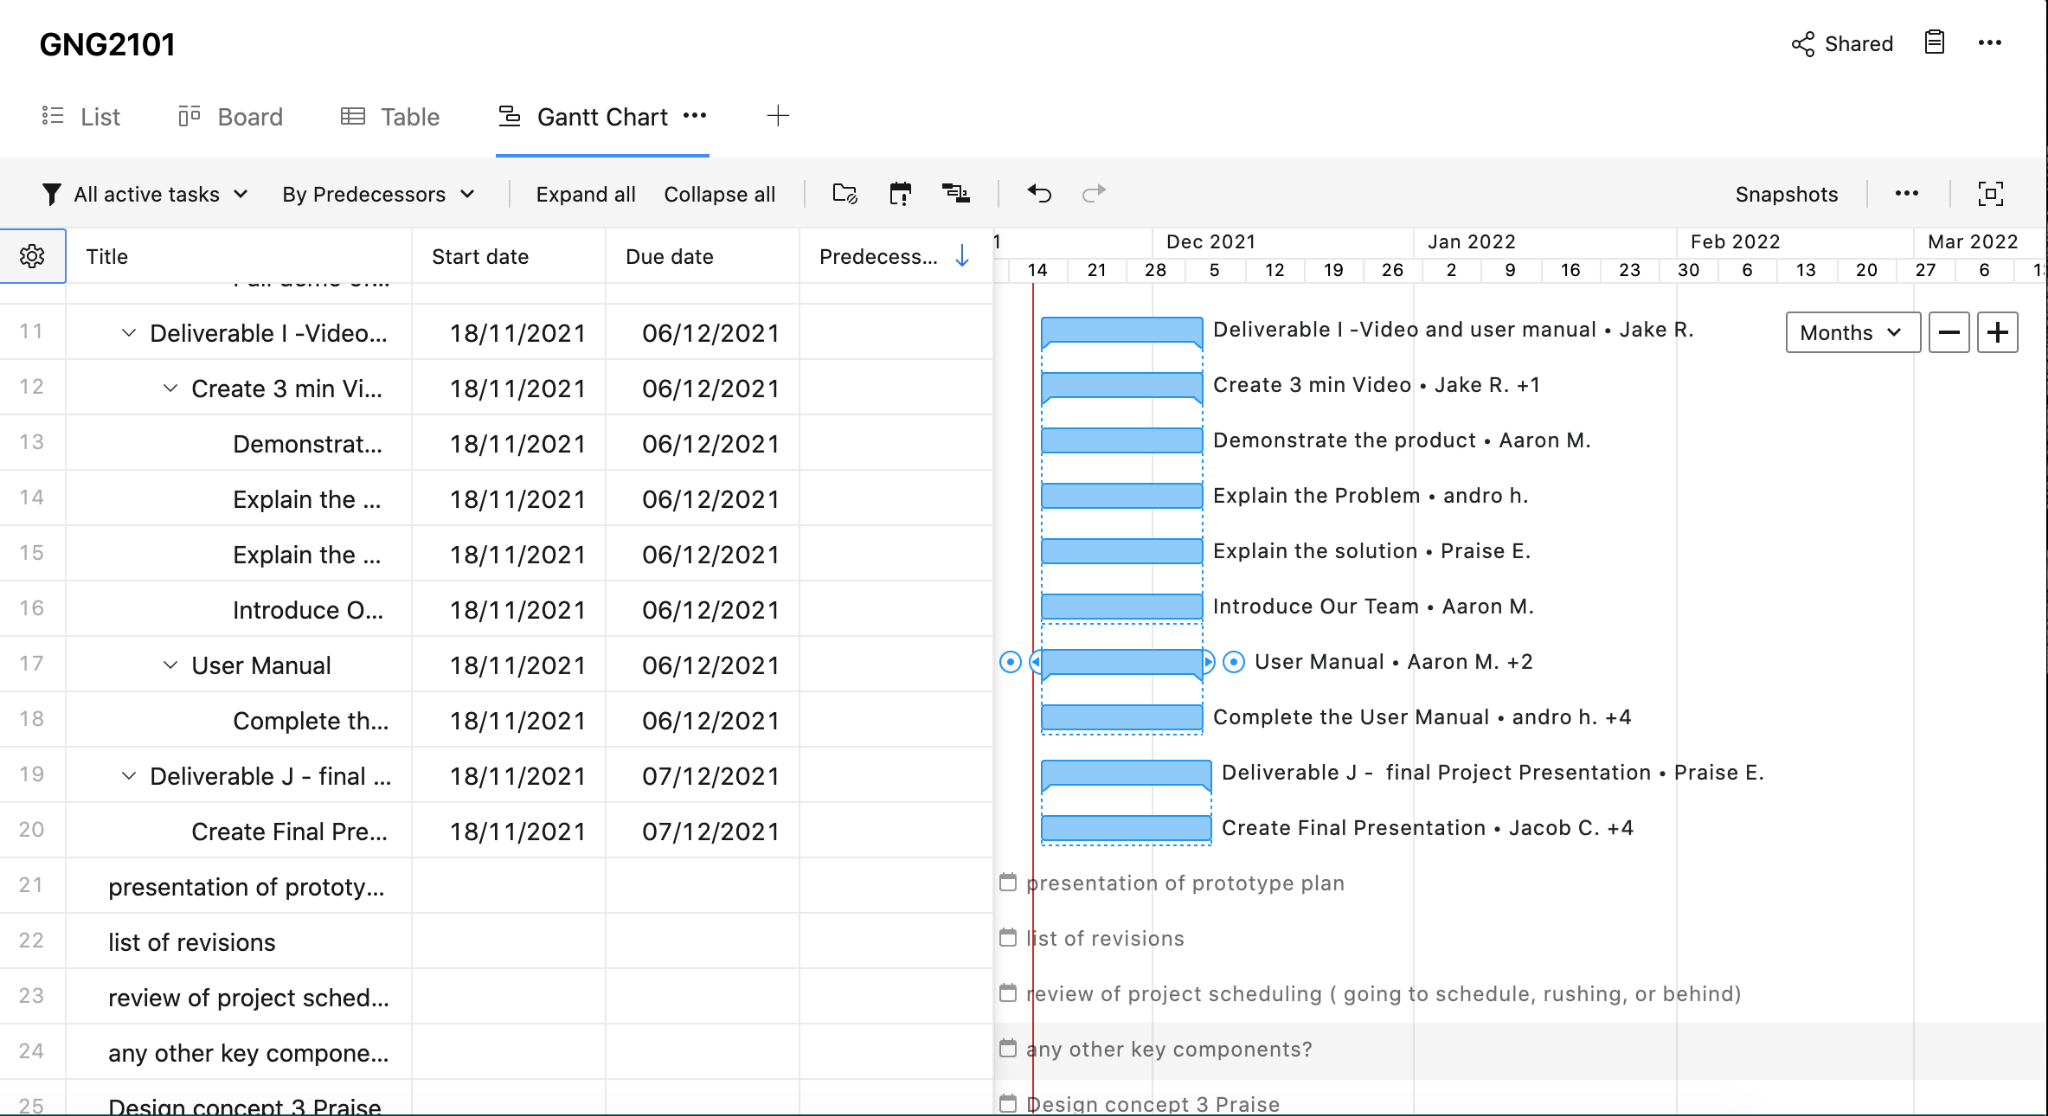 GNG2101
Shared
List Board Table Gantt Chart
All active tasks By Predecessors Expand all Collapse all Snapshots
Title Start date Due date Predecess...
1 Dec 2021 Jan 2022 Feb 2022 Mar 2022
14 21 28 5 12 19 26 2 9 16 23 30 6 13 20 27 6
Months
11 Deliverable I -Video... 18/11/2021 06/12/2021 Deliverable I -Video and user manual • Jake R.
12 Create 3 min Vi... 18/11/2021 06/12/2021 Create 3 min Video • Jake R. +1
13 Demonstrat... 18/11/2021 06/12/2021 Demonstrate the product • Aaron M.
14 Explain the ... 18/11/2021 06/12/2021 Explain the Problem • andro h.
15 Explain the ... 18/11/2021 06/12/2021 Explain the solution • Praise E.
16 Introduce O... 18/11/2021 06/12/2021 Introduce Our Team • Aaron M.
17 User Manual 18/11/2021 06/12/2021 User Manual • Aaron M. +2
18 Complete th... 18/11/2021 06/12/2021 Complete the User Manual • andro h. +4
19 Deliverable J - final ... 18/11/2021 07/12/2021 Deliverable J - final Project Presentation • Praise E.
20 Create Final Pre... 18/11/2021 07/12/2021 Create Final Presentation • Jacob C. +4
21 presentation of prototy... presentation of prototype plan
22 list of revisions list of revisions
23 review of project sched... review of project scheduling ( going to schedule, rushing, or behind)
24 any other key compone... any other key components?
25 Design concept 3 Praise Design concept 3 Praise